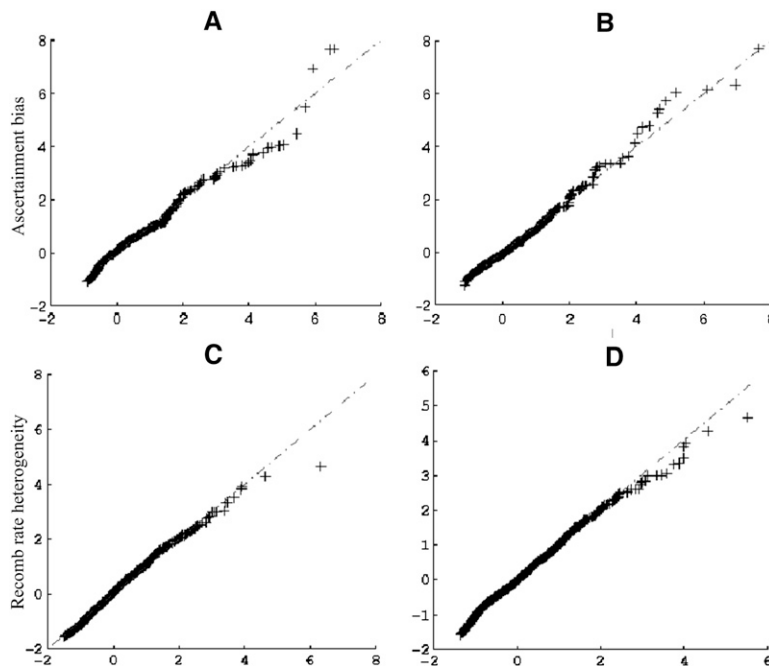 A B
8 8
6 6
4 4
2 2
0 0
-2 -2
-2 0 2 4 6 8 -2 0 2 4 6 8
Ascertainment bias
C D
8 6
6 5
4 4
2 3
0 2
-2 1
0
-1
-2
-2 0 2 4 6 8 -2 0 2 4 6
Recomb rate heterogeneity